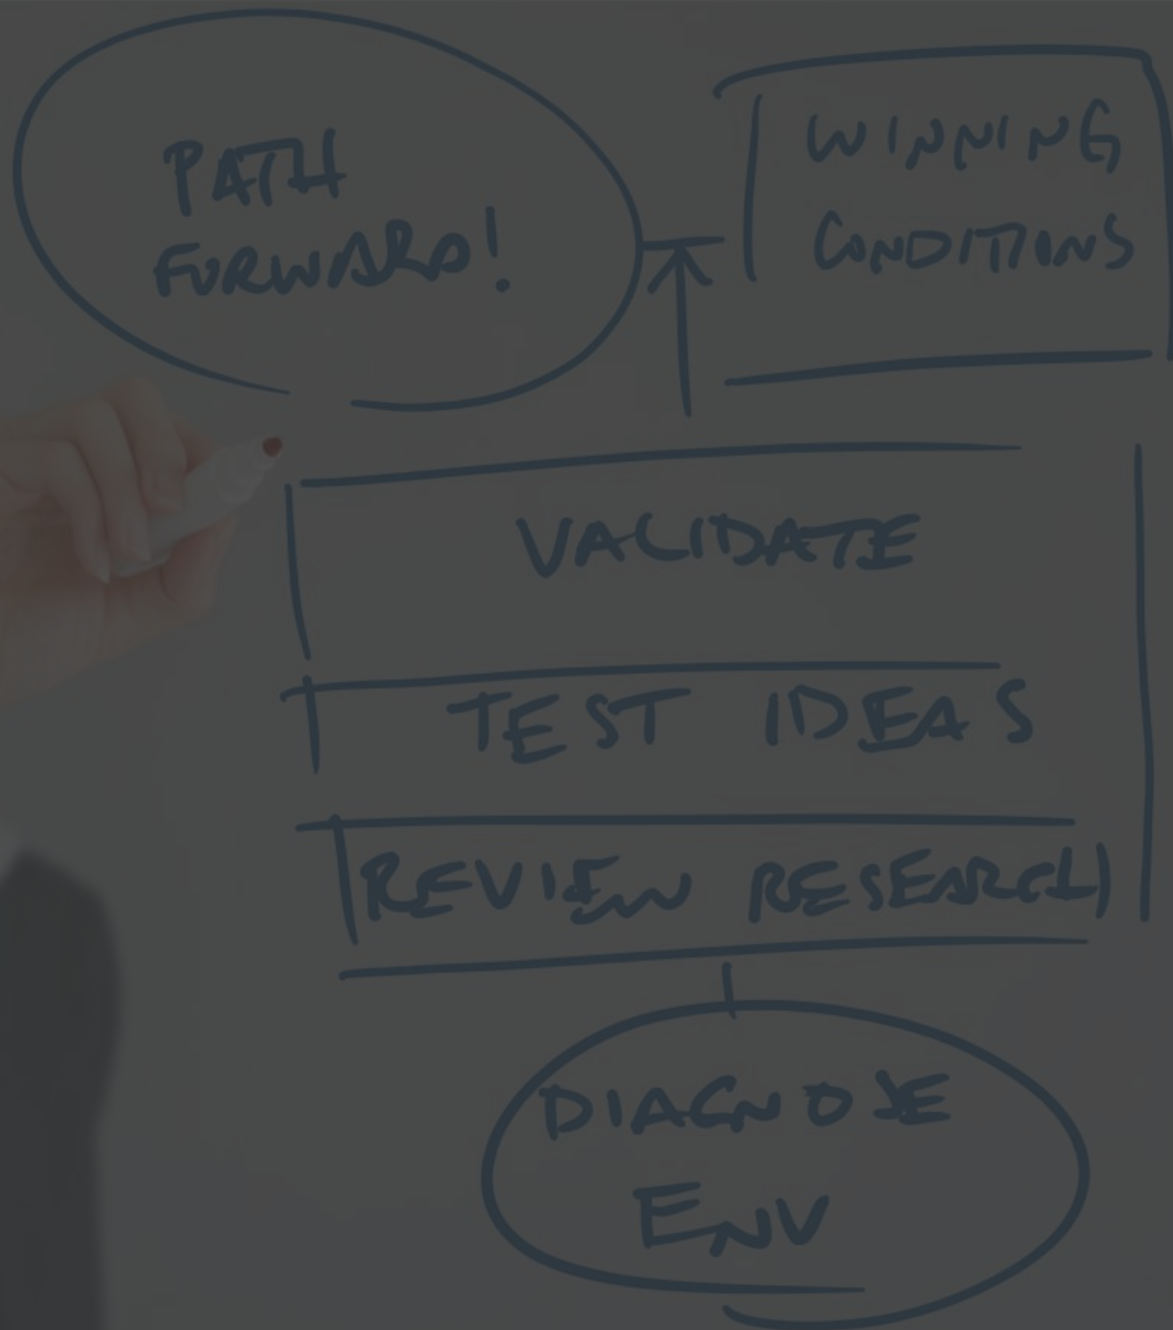 PATH
FORWARD!
WINNING
CONDITIONS
VALIDATE
TEST IDEAS
REVIEW RESEARCH
DIAGNOSE
ENV